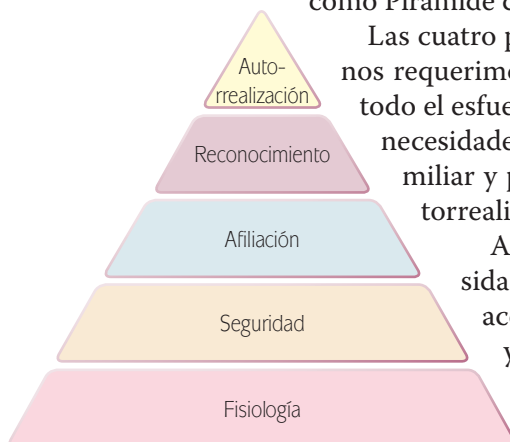 como Pirámide
Las cuatro
nos requerim
todo el esfue
necesidade
miliar y
torreali
A
sida
ac
y
Auto-
rrealización
Reconocimiento
Afiliación
Seguridad
Fisiología